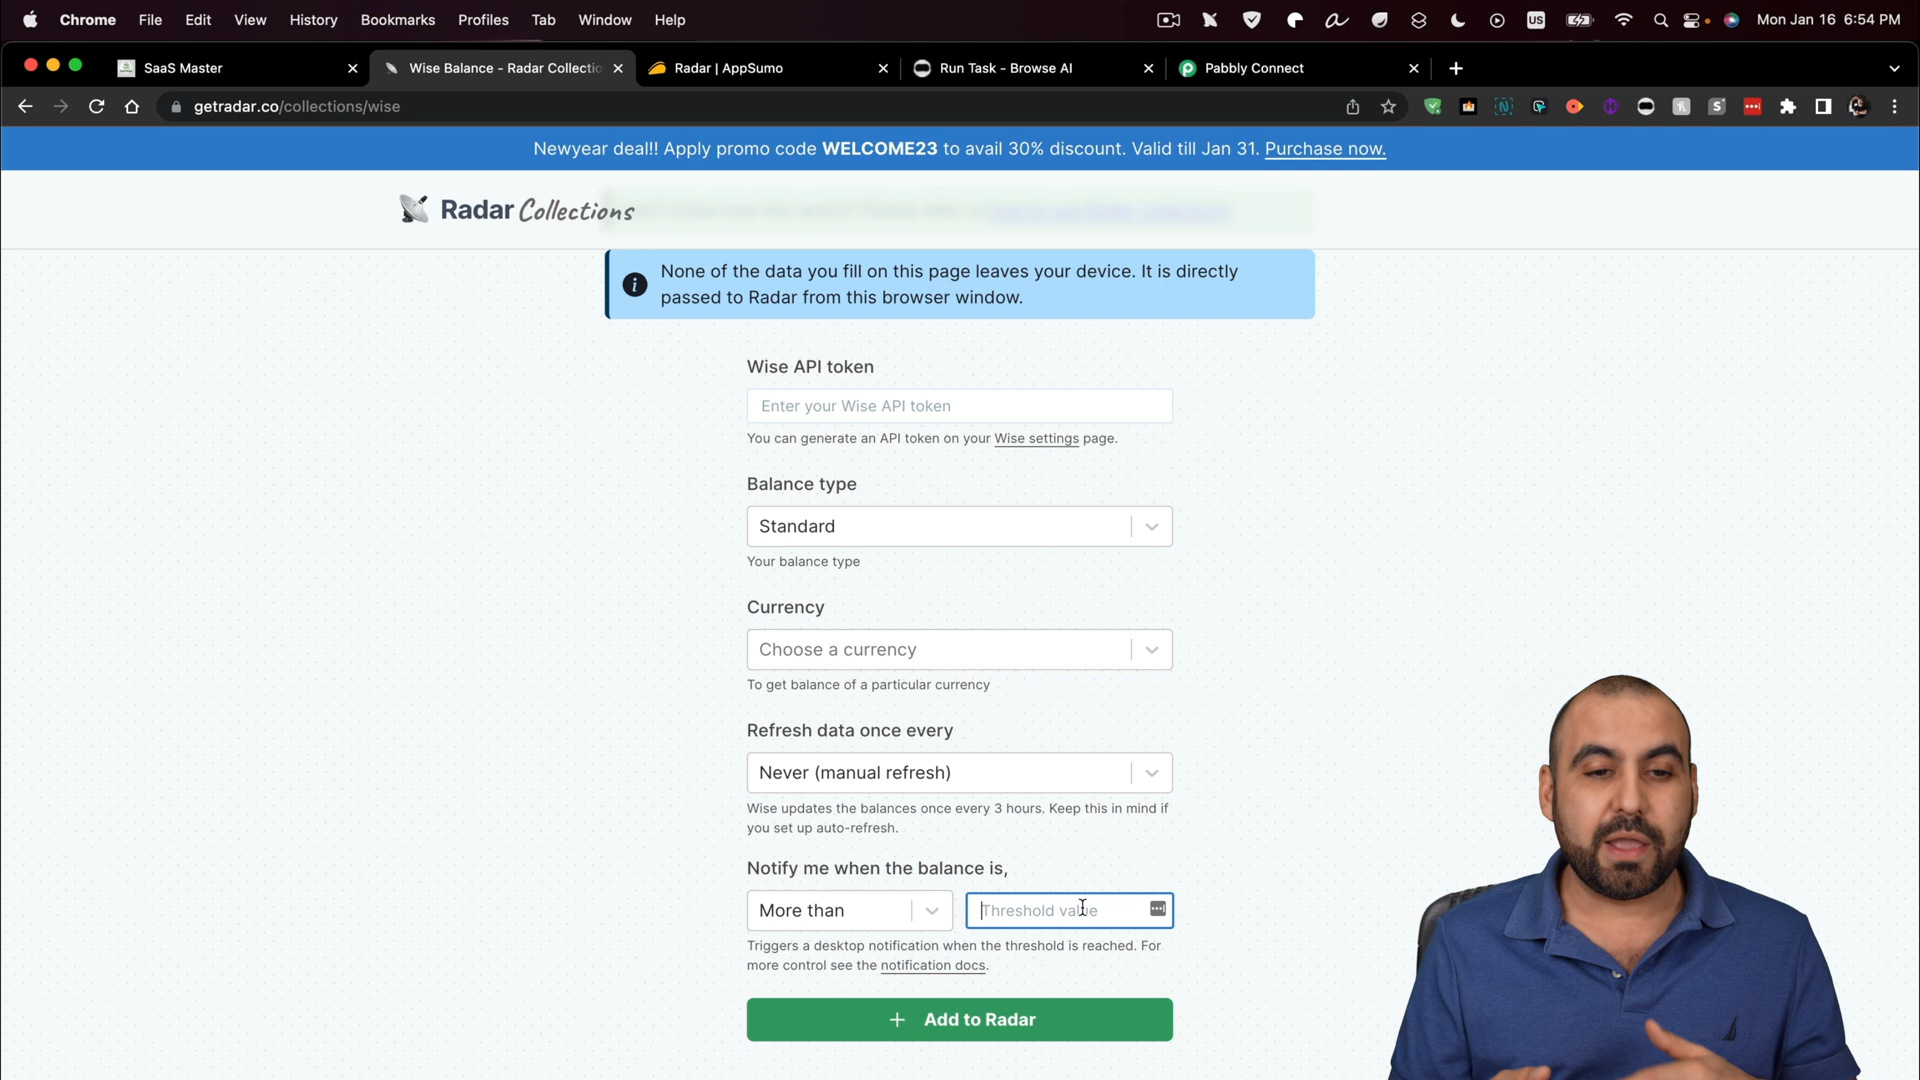 Chrome File Edit View History Bookmarks Profiles Tab Window Help US Mon Jan 16 6:54 PM
SaaS Master Wise Balance - Radar Collectio Radar | AppSumo Run Task - Browse AI Pabbly Connect
getradar.co/collections/wise
Newyear deal!! Apply promo code WELCOME23 to avail 30% discount. Valid till Jan 31. Purchase now.
Radar Collections
None of the data you fill on this page leaves your device. It is directly
passed to Radar from this browser window.
Wise API token
Enter your Wise API token
You can generate an API token on your Wise settings page.
Balance type
Standard
Your balance type
Currency
Choose a currency
To get balance of a particular currency
Refresh data once every
Never (manual refresh)
Wise updates the balances once every 3 hours. Keep this in mind if
you set up auto-refresh.
Notify me when the balance is,
More than Threshold value
Triggers a desktop notification when the threshold is reached. For
more control see the notification docs.
+ Add to Radar